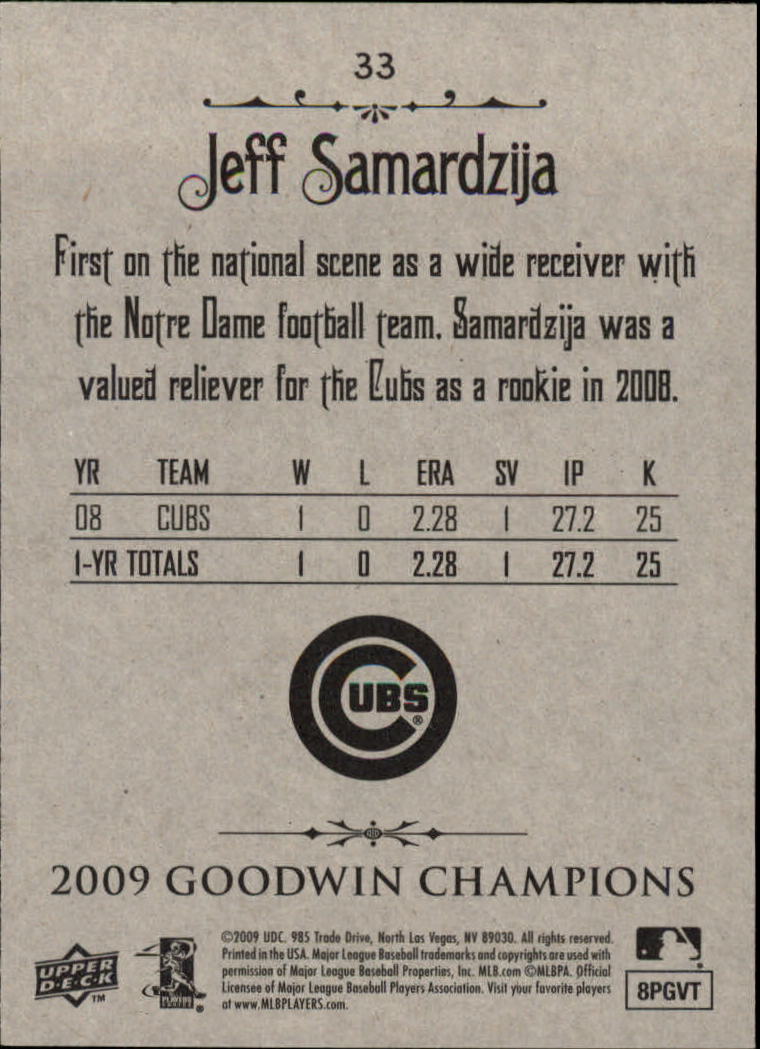 33
Jeff Samardzija
First on the national scene as a wide receiver with
the Notre Dame football team, Samardzija was a
valued reliever for the Cubs as a rookie in 2008.
YR TEAM W L ERA SV IP K
08 CUBS 1 0 2.28 1 27.2 25
1-YR TOTALS 1 0 2.28 1 27.2 25
CUBS®
2009 GOODWIN CHAMPIONS
UPPER
D·E·C·K
TM
PLAYERS
®
©2009 UDC. 985 Trade Drive, North Las Vegas, NV 89030. All rights reserved.
Printed in the USA. Major League Baseball trademarks and copyrights are used with
permission of Major League Baseball Properties, Inc. MLB.com ©MLBPA. Official
Licensee of Major League Baseball Players Association. Visit your favorite players
at www.MLBPLAYERS.com.
8PGVT